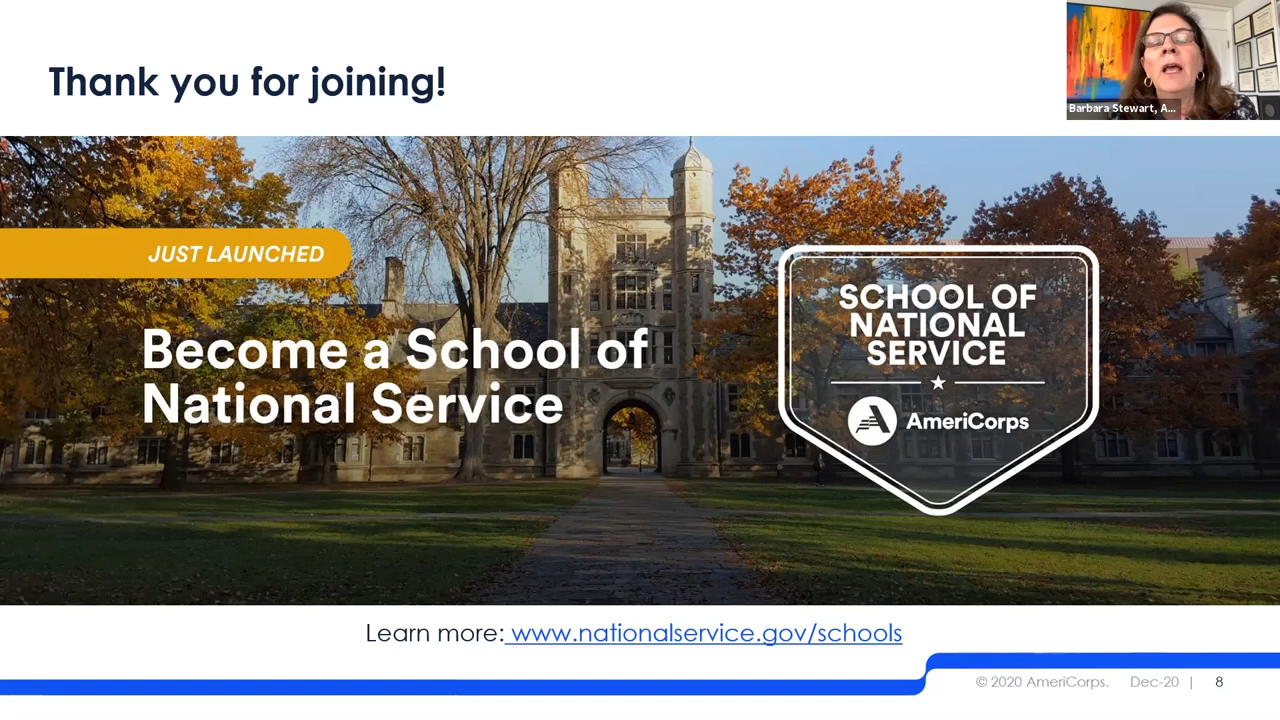 Thank you for joining!
Barbara Stewart, A...
JUST LAUNCHED
Become a School of
National Service
SCHOOL OF
NATIONAL
SERVICE
AmeriCorps
Learn more: www.nationalservice.gov/schools
© 2020 AmeriCorps. Dec-20 | 8